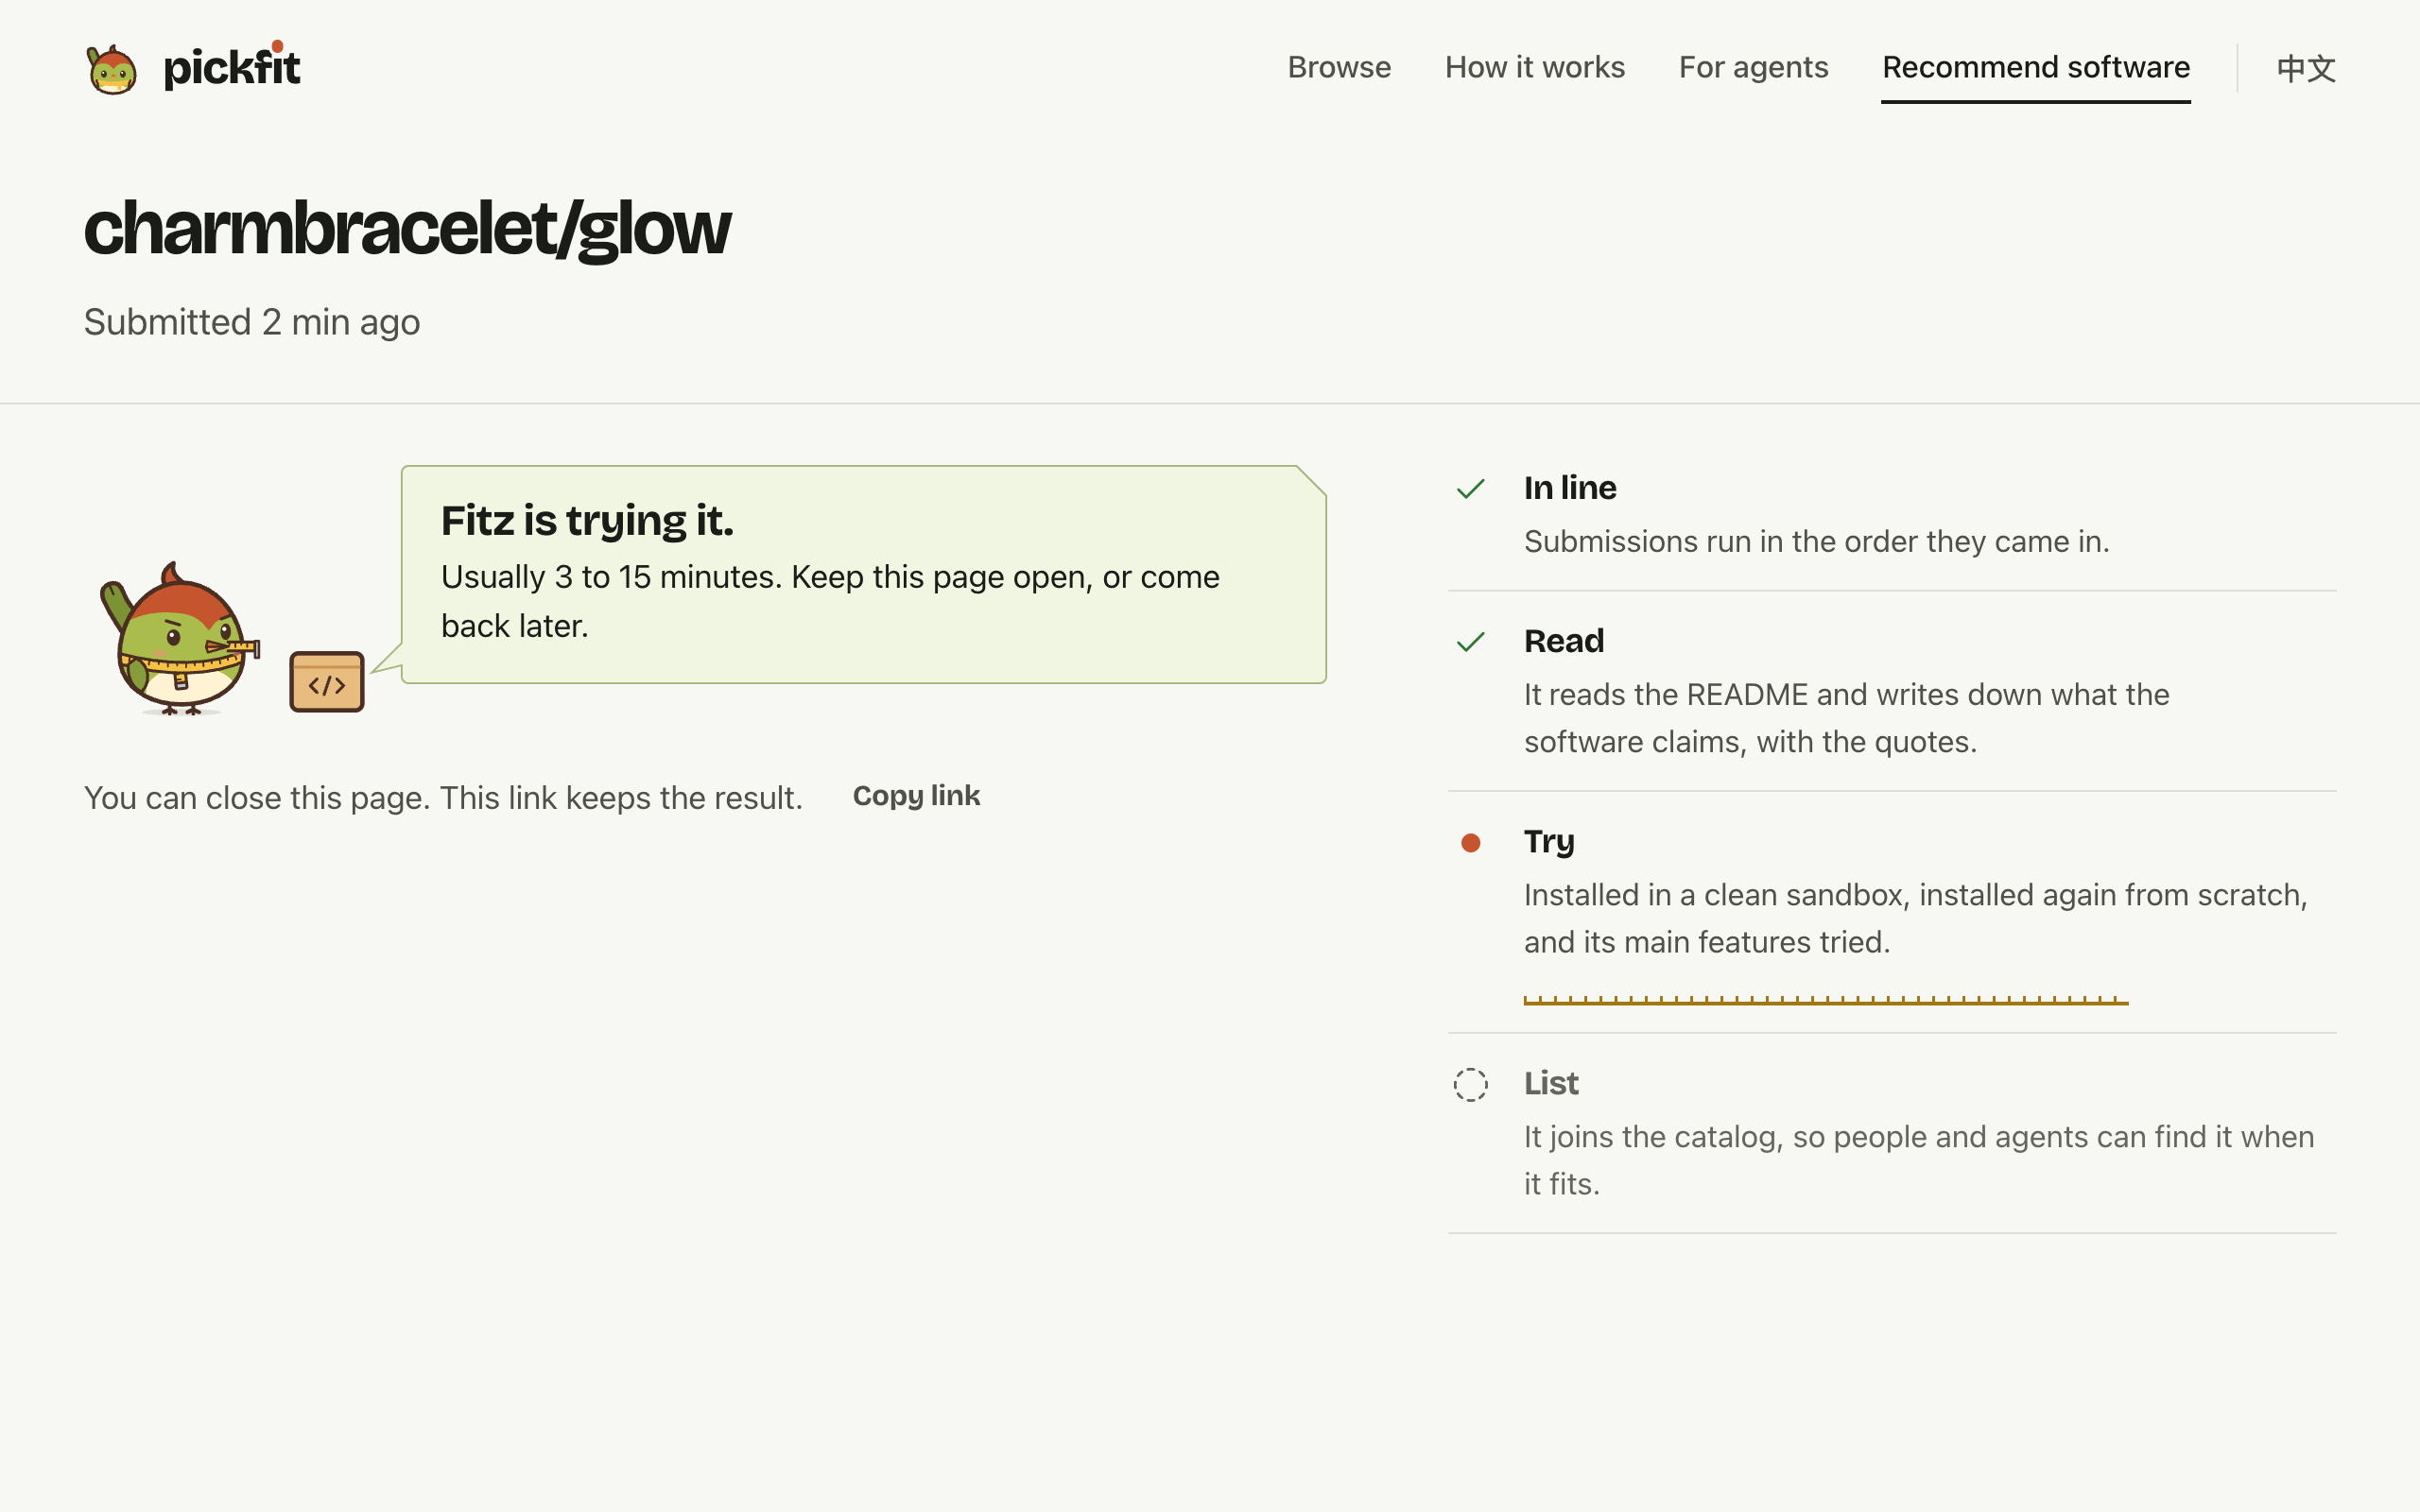 pickfit
Browse
How it works
For agents
Recommend software
中文
charmbracelet/glow
Submitted 2 min ago
Fitz is trying it.
Usually 3 to 15 minutes. Keep this page open, or come
back later.
</>
You can close this page. This link keeps the result.
Copy link
In line
Submissions run in the order they came in.
Read
It reads the README and writes down what the
software claims, with the quotes.
Try
Installed in a clean sandbox, installed again from scratch,
and its main features tried.
List
It joins the catalog, so people and agents can find it when
it fits.